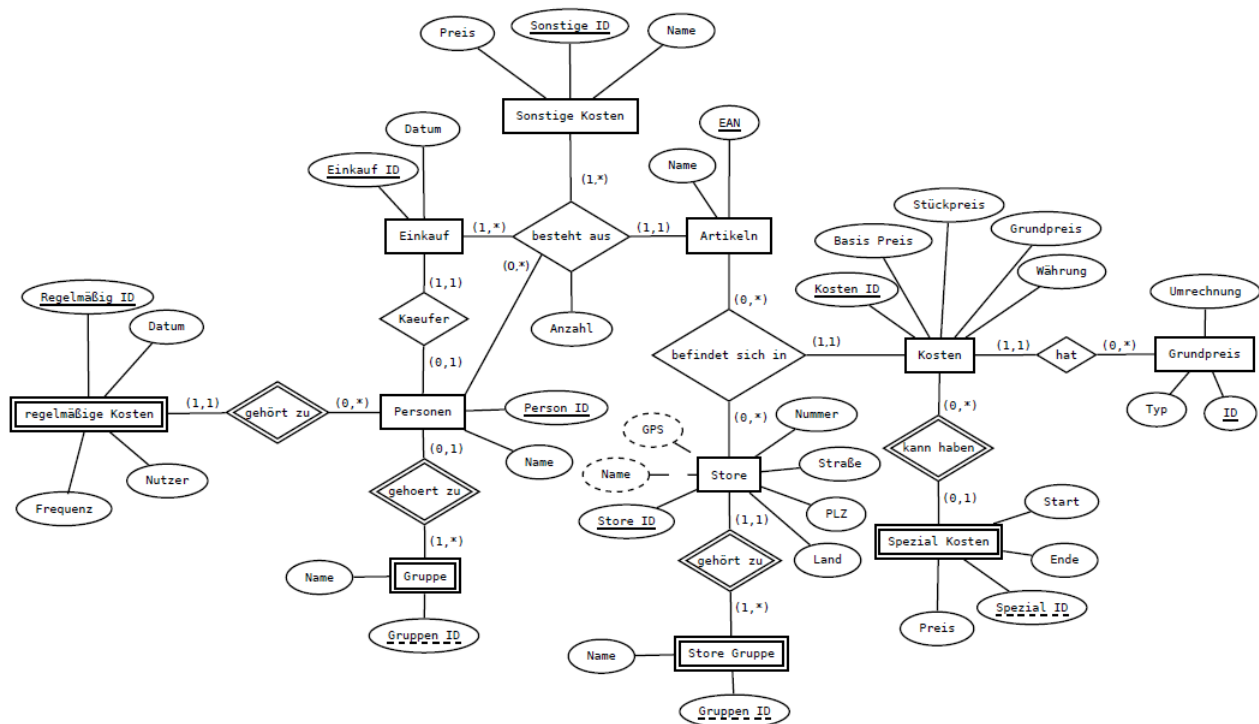 Sonstige ID
Preis
Name
Sonstige Kosten
EAN
Datum
Name
Einkauf ID
(1,*)
Stückpreis
Einkauf
(1,*)
besteht aus
(1,1)
Artikeln
Basis Preis
Grundpreis
(0,*)
Währung
Regelmäßig ID
(1,1)
Kosten ID
Umrechnung
Datum
Kaeufer
Anzahl
(0,*)
befindet sich in
(1,1)
Kosten
(1,1)
hat
(0,*)
Grundpreis
(0,1)
regelmäßige Kosten
(1,1)
gehört zu
(0,*)
Personen
Person ID
(0,*)
Nummer
(0,*)
Typ
ID
GPS
(0,1)
Name
Straße
kann haben
Nutzer
Name
Store
gehoert zu
Frequenz
Store ID
PLZ
(0,1)
Start
(1,1)
(1,*)
Spezial Kosten
gehört zu
Land
Ende
Name
Gruppe
(1,*)
Spezial ID
Preis
Gruppen ID
Name
Store Gruppe
Gruppen ID